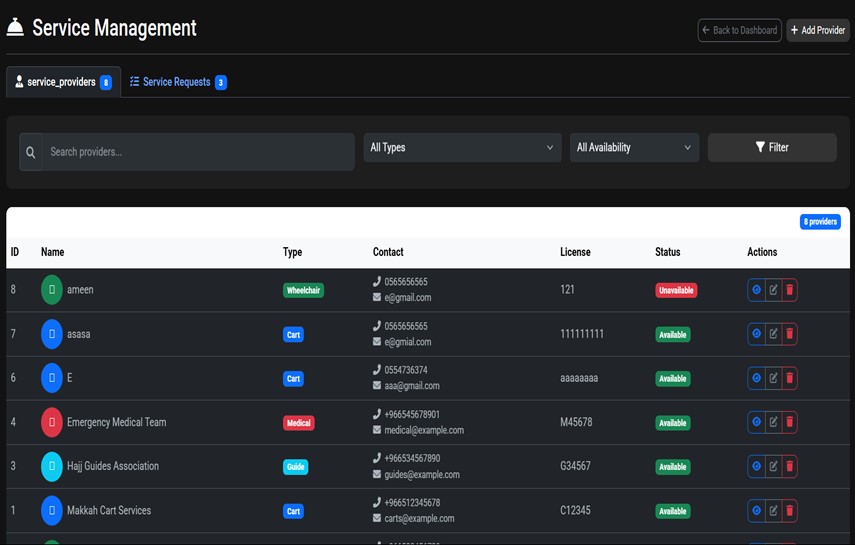 Service Management
Back to Dashboard
+ Add Provider
service_providers 8
Service Requests 3
Search providers...
All Types
All Availability
Filter
8 providers
ID Name Type Contact License Status Actions
8 ameen Wheelchair 0565656565 121 Unavailable
e@gmail.com
7 asasa Cart 0565656565 111111111 Available
e@gmial.com
6 E Cart 0554736374 aaaaaaaa Available
aaa@gmail.com
4 Emergency Medical Team Medical +966545678901 M45678 Available
medical@example.com
3 Hajj Guides Association Guide +966534567890 G34567 Available
guides@example.com
1 Makkah Cart Services Cart +966512345678 C12345 Available
carts@example.com